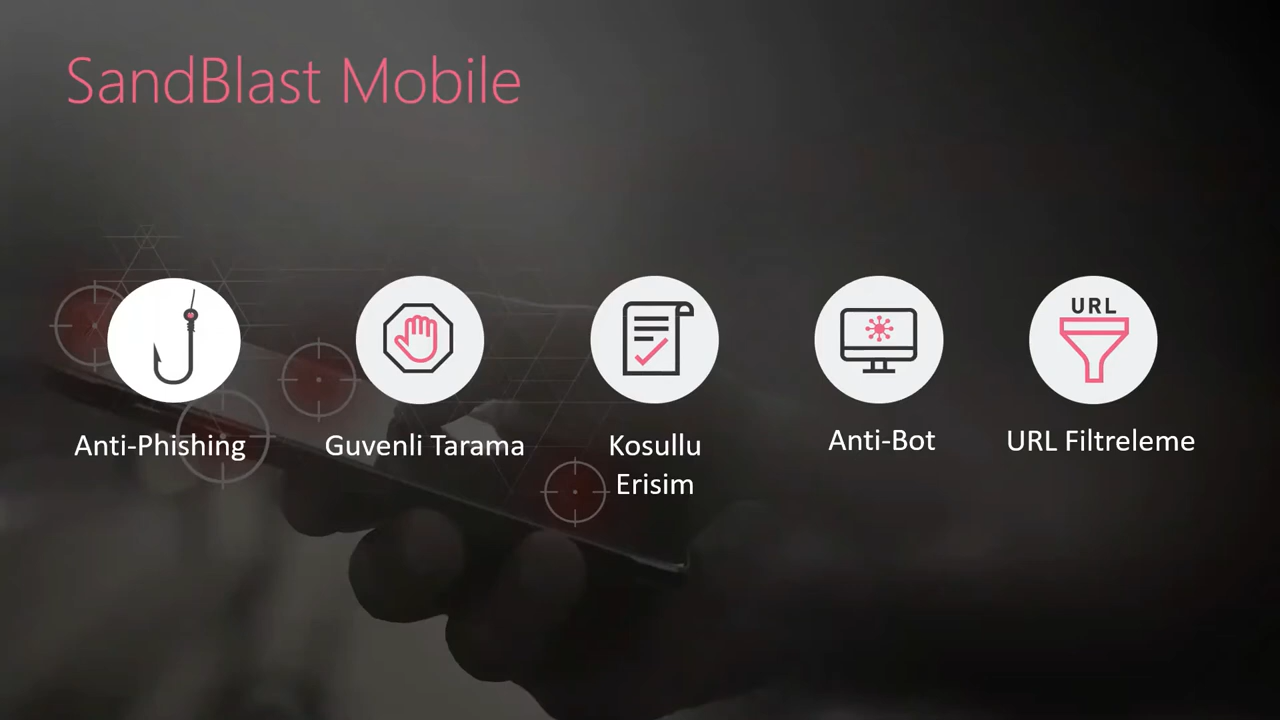 SandBlast Mobile
URL
Anti-Phishing
Guvenli Tarama
Kosullu
Erisim
Anti-Bot
URL Filtreleme